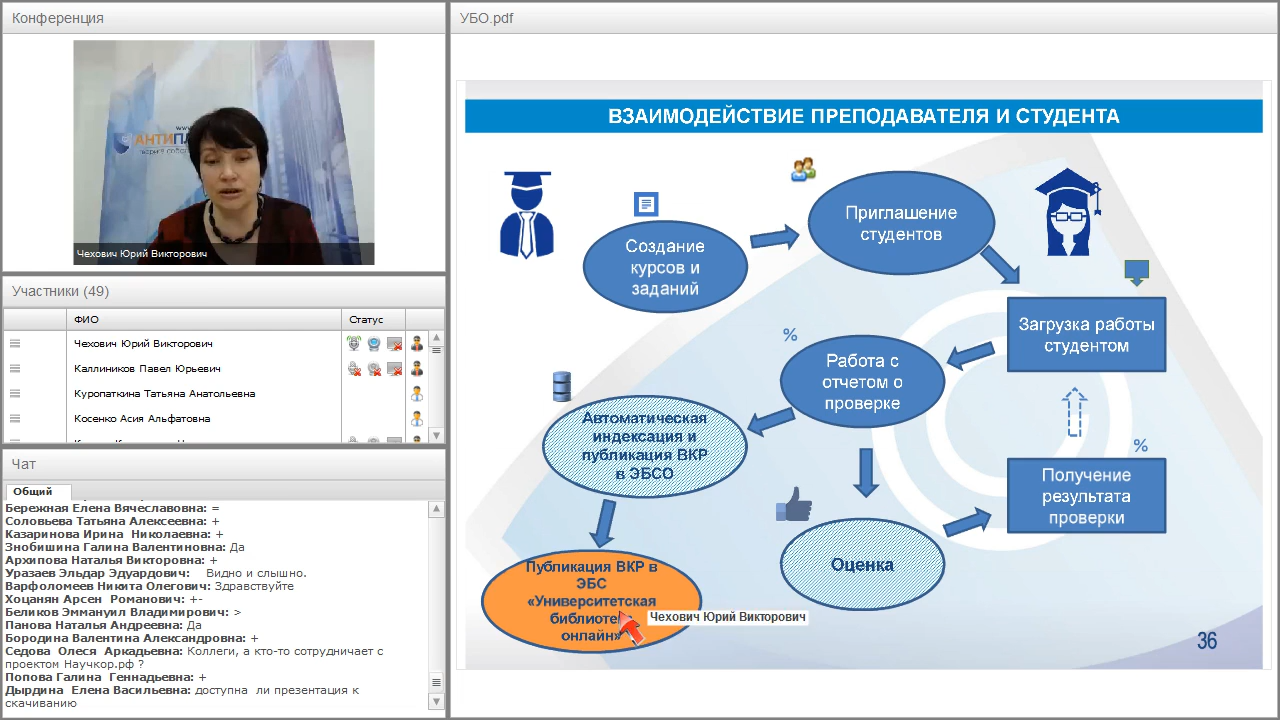 Конференция
www
АНТИПЛ
Чехович Юрий Викторович
Участники (49)
ФИО
Статус
Чехович Юрий Викторович
Каллиников Павел Юрьевич
Куропаткина Татьяна Анатольевна
Косенко Асия Альфатовна
Чат
Общий
Бережная Елена Вячеславовна: =
Соловьева Татьяна Алексеевна: +
Казаринова Ирина Николаевна: +
Знобишина Галина Валентиновна: Да
Архипова Наталья Викторовна: +
Уразаев Эльдар Эдуардович: Видно и слышно.
Варфоломеев Никита Олегович: Здравствуйте
Хоцанян Арсен Романович: +-
Беликов Эммануил Владимирович: >
Панова Наталья Андреевна: Да
Бородина Валентина Александровна: +
Седова Олеся Аркадьевна: Коллеги, а кто-то сотрудничает с
проектом Научкор.рф ?
Попова Галина Геннадьевна: +
Дырдина Елена Васильевна: доступна ли презентация к
скачиванию
УБО.pdf
ВЗАИМОДЕЙСТВИЕ ПРЕПОДАВАТЕЛЯ И СТУДЕНТА
Создание
курсов и
заданий
Приглашение
студентов
Загрузка работы
студентом
%
Работа с
отчетом о
проверке
Автоматическая
индексация и
публикация ВКР
в ЭБСО
%
Получение
результата
проверки
Оценка
Публикация ВКР в
ЭБС
«Университетская
библиотека
онлайн»
Чехович Юрий Викторович
36